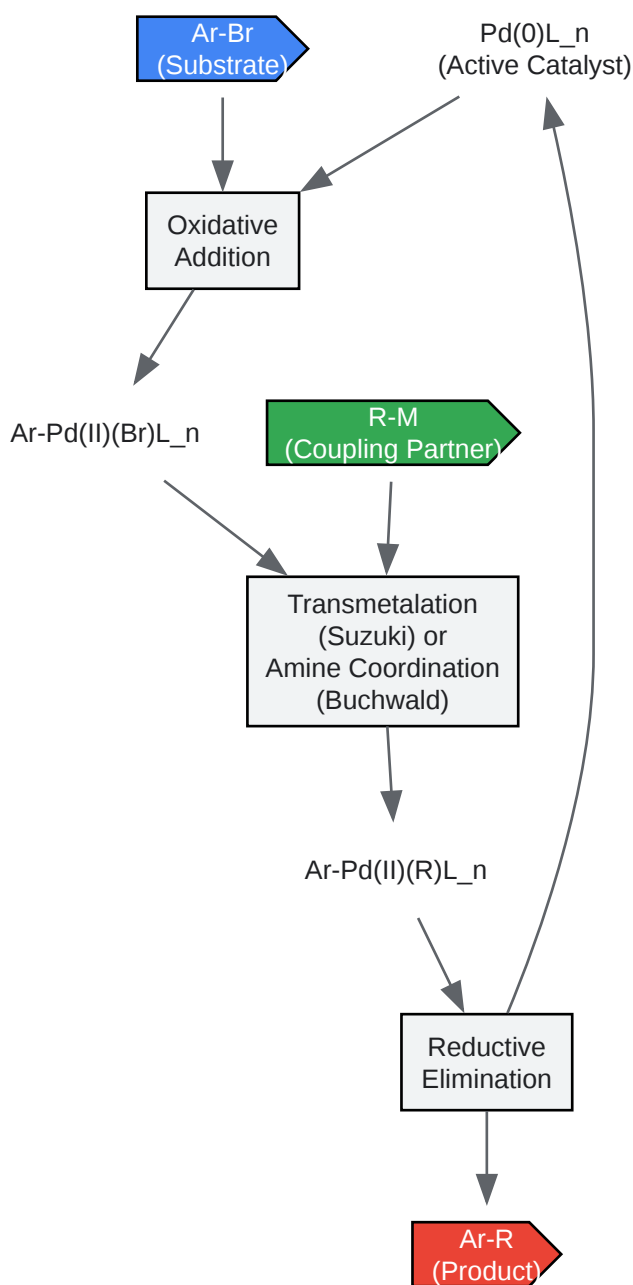 Ar-Br
(Substrate)
Pd(0)L_n
(Active Catalyst)
Oxidative
Addition
Ar-Pd(II)(Br)L_n
R-M
(Coupling Partner)
Transmetalation
(Suzuki) or
Amine Coordination
(Buchwald)
Ar-Pd(II)(R)L_n
Reductive
Elimination
Ar-R
(Product)